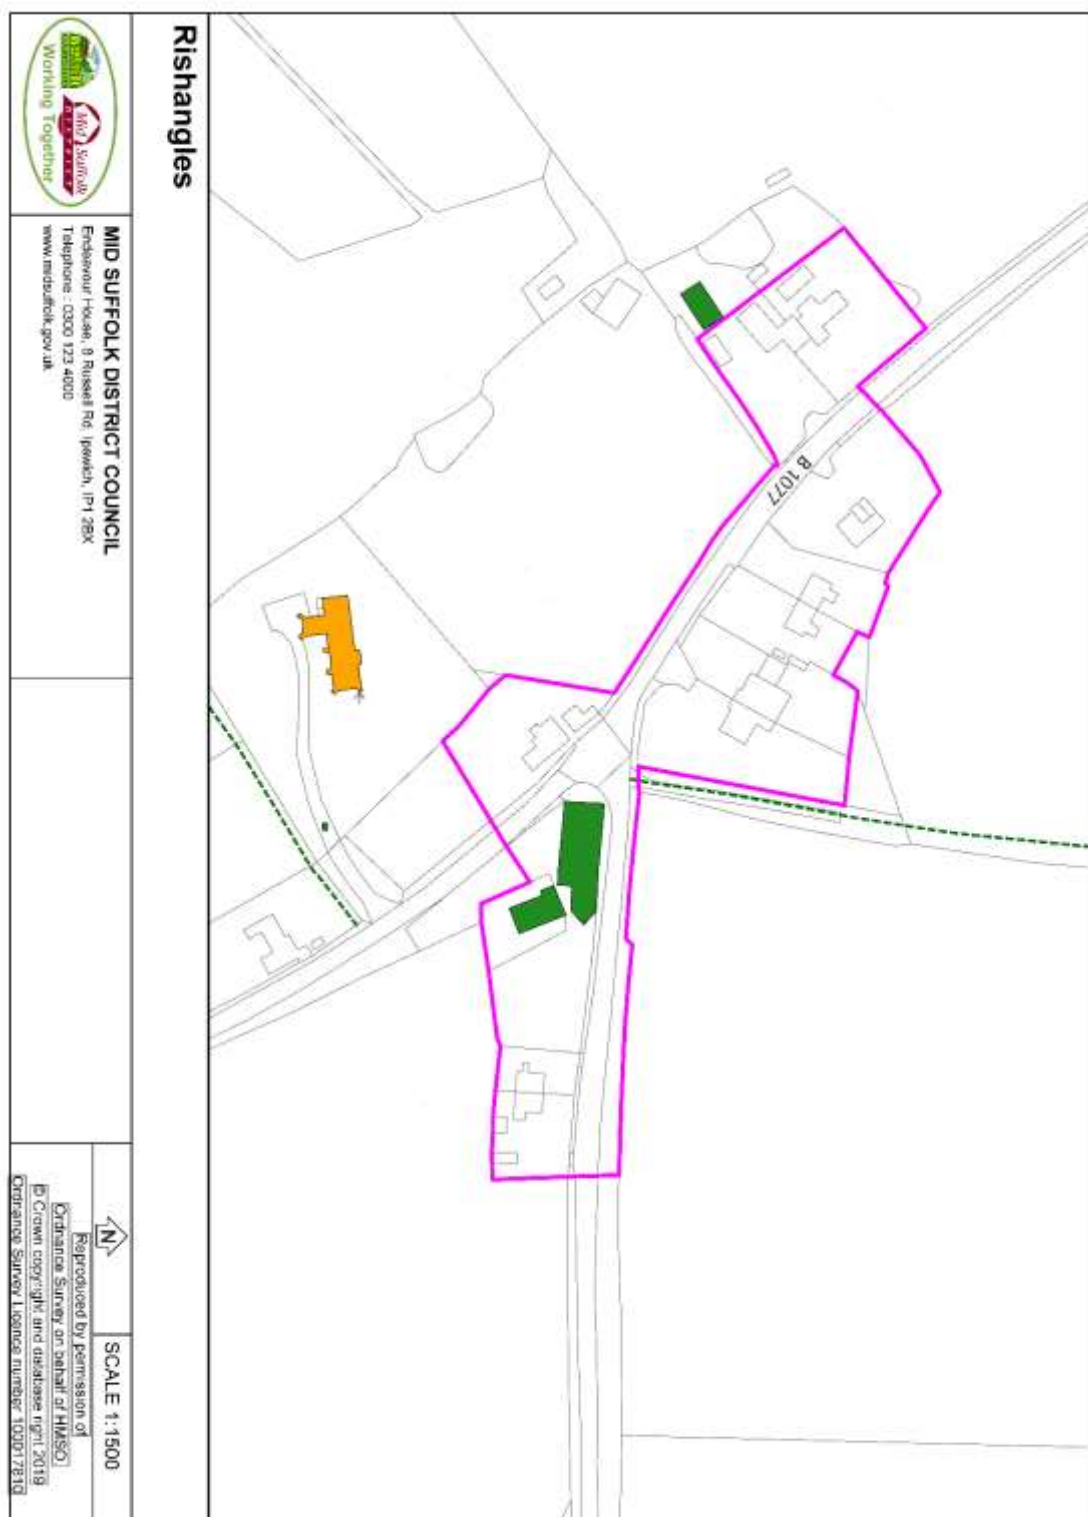 Rishangles
Mid Suffolk
DISTRICT
Working Together
MID SUFFOLK DISTRICT COUNCIL
Endeavour House, 8 Russell Rd, Ipswich, IP1 2BX
Telephone : 0300 123 4000
www.midsuffolk.gov.uk
B 1077
N
SCALE 1:1500
Reproduced by permission of
Ordnance Survey on behalf of HMSO.
© Crown copyright and database right 2019
Ordnance Survey Licence number 100017810